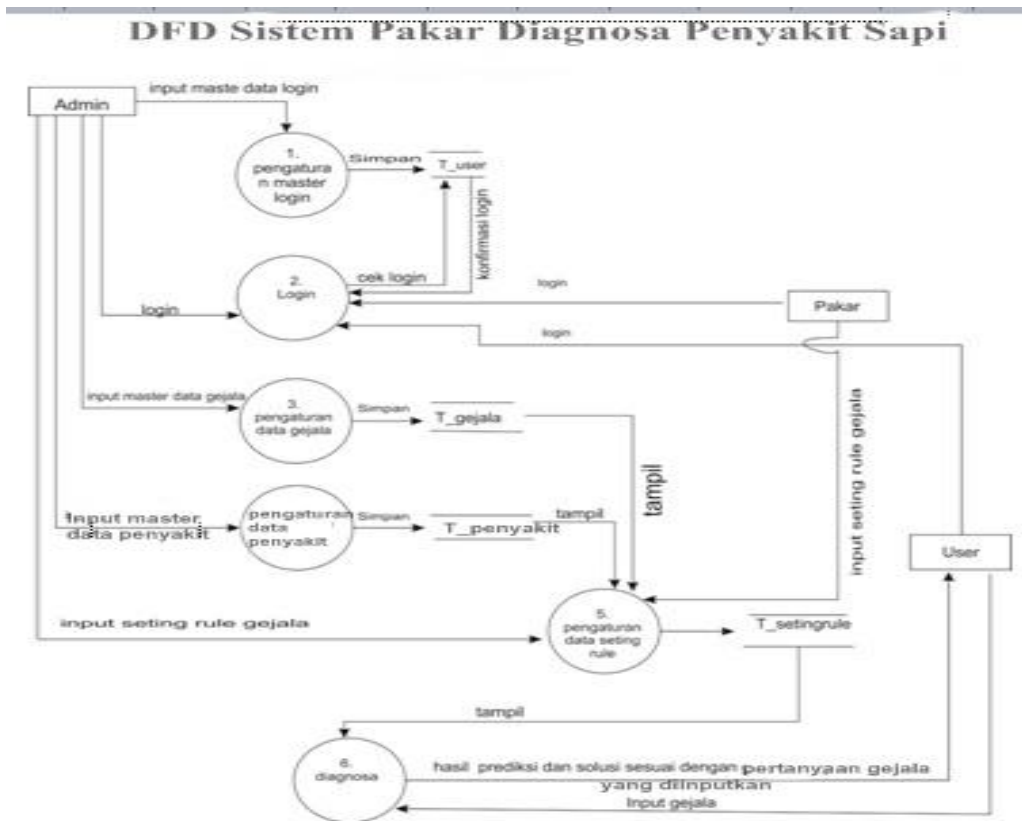 DFD Sistem Pakar Diagnosa Penyakit Sapi
Admin
input maste data login
1.
pengatura
n master
login
Simpan
T_user
konfirmasi login
2.
Login
cek login
login
login
Pakar
login
input master data gejala
3.
pengaturan
data gejala
Simpan
T_gejala
tampil
input seting rule gejala
Input master
data penyakit
pengaturan
data
penyakit
Simpan
T_penyakit
tampil
User
input seting rule gejala
5.
pengaturan
data seting
rule
T_setingrule
tampil
6.
diagnosa
hasil prediksi dan solusi sesuai dengan pertanyaan gejala
yang diinputkan
Input gejala